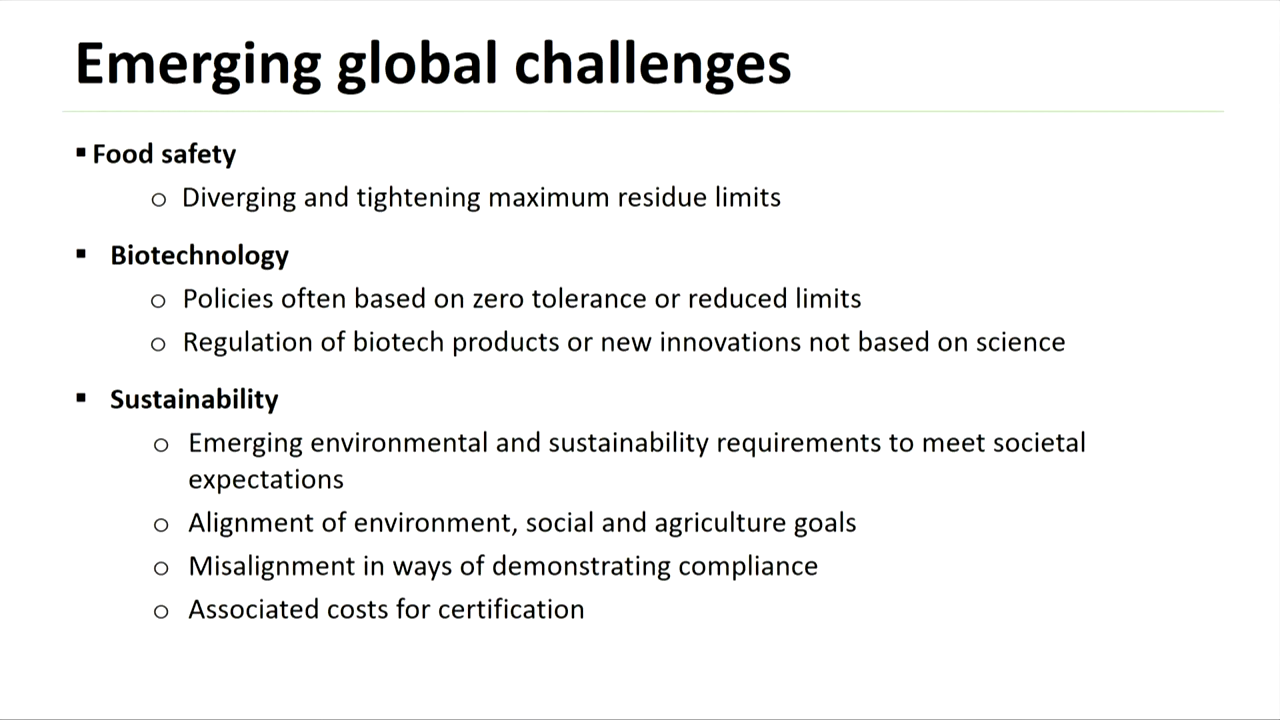 Emerging global challenges
▪ Food safety
o Diverging and tightening maximum residue limits
▪ Biotechnology
o Policies often based on zero tolerance or reduced limits
o Regulation of biotech products or new innovations not based on science
▪ Sustainability
o Emerging environmental and sustainability requirements to meet societal
expectations
o Alignment of environment, social and agriculture goals
o Misalignment in ways of demonstrating compliance
o Associated costs for certification